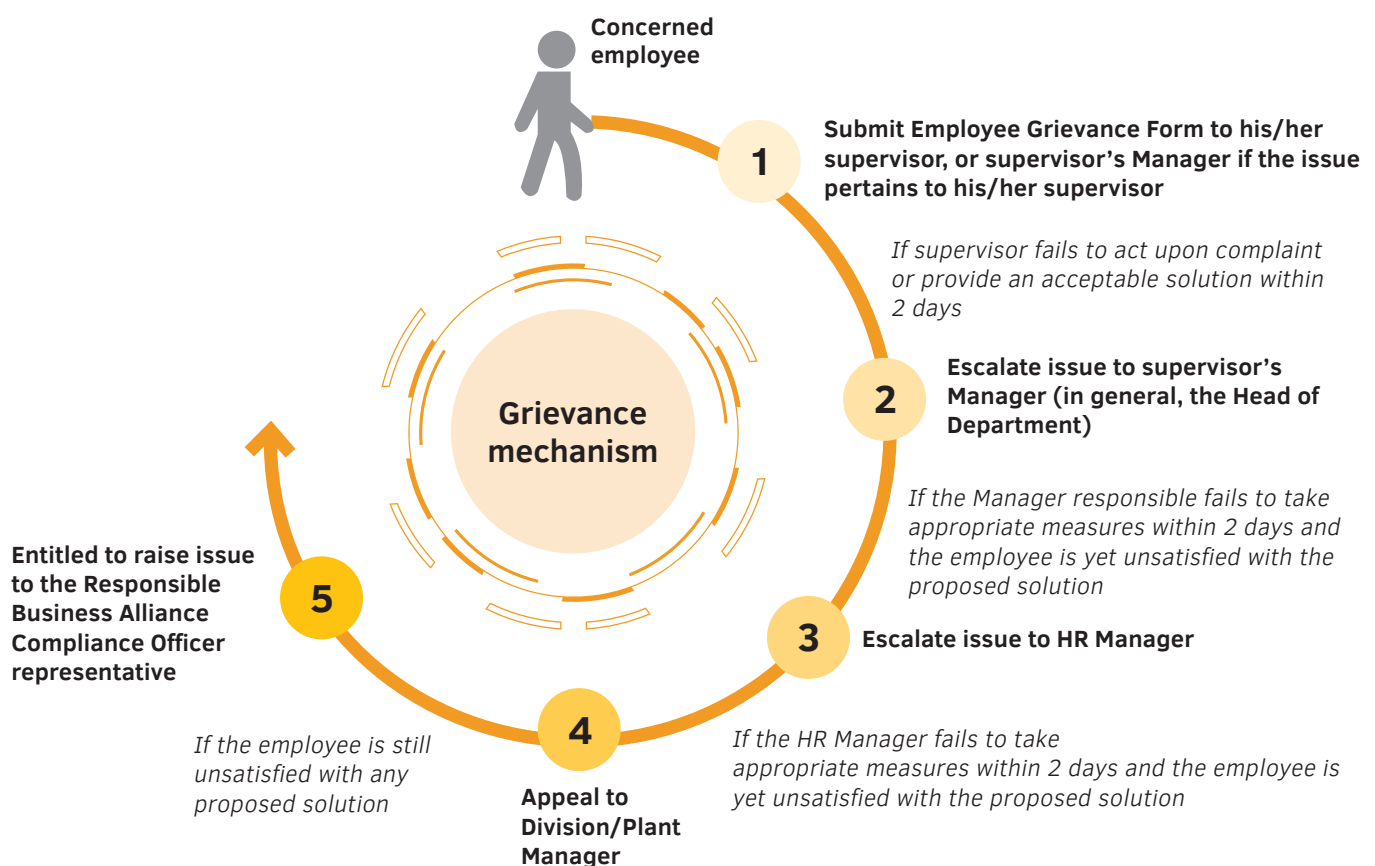 Concerned
employee
1
Submit Employee Grievance Form to his/her
supervisor, or supervisor’s Manager if the issue
pertains to his/her supervisor
If supervisor fails to act upon complaint
or provide an acceptable solution within
2 days
2
Escalate issue to supervisor’s
Manager (in general, the Head of
Department)
Grievance
mechanism
If the Manager responsible fails to take
appropriate measures within 2 days and
the employee is yet unsatisfied with the
proposed solution
3
Escalate issue to HR Manager
If the HR Manager fails to take
appropriate measures within 2 days and the employee is
yet unsatisfied with the proposed solution
4
Appeal to
Division/Plant
Manager
If the employee is still
unsatisfied with any
proposed solution
5
Entitled to raise issue
to the Responsible
Business Alliance
Compliance Officer
representative